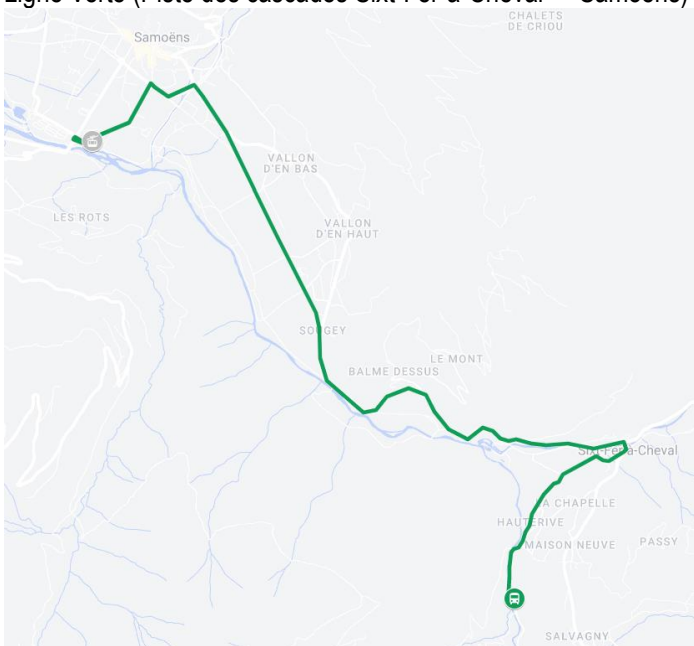 Ligne verte (Piste des cascades Sixt-Fer-à-Cheval Samoëns)
CHALETS
DE CRIOU
Samoëns
VALLON
D'EN BAS
LES ROTS
VALLON
D'EN HAUT
SOUGEY
LE MONT
BALME DESSUS
Sixt-Fer-à-Cheval
LA CHAPELLE
HAUTERIVE
MAISON NEUVE
PASSY
SALVAGNY